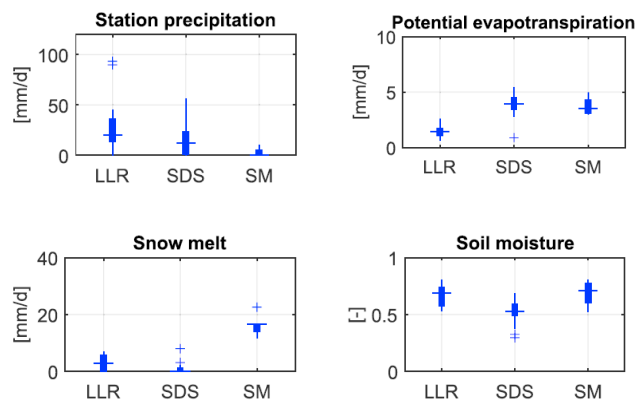 Station precipitation
[mm/d]
100
50
0
LLR SDS SM
Potential evapotranspiration
[mm/d]
10
5
0
LLR SDS SM
Snow melt
[mm/d]
40
20
0
LLR SDS SM
Soil moisture
[-]
1
0.5
0
LLR SDS SM